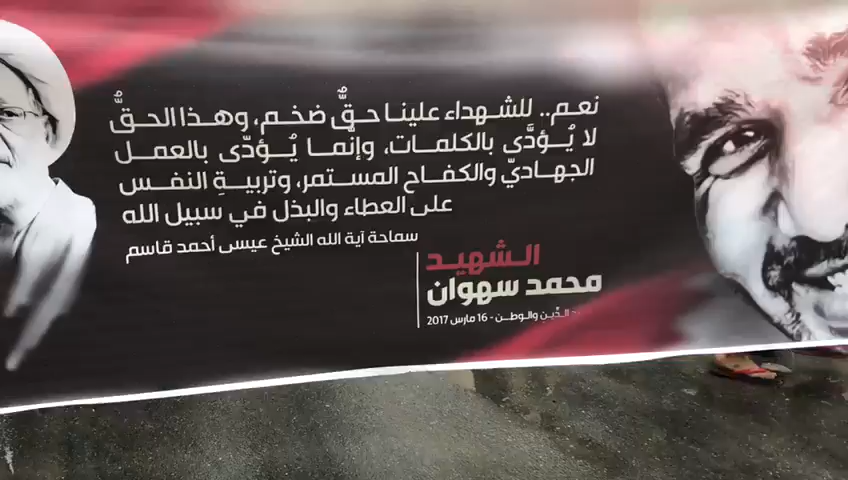 نعم.. للشهداء علينا حقٌّ ضخم، وهذا الحقُّ
لا يُؤدَّى بالكلمات، وإنَّما يُؤدّى بالعمل
الجهاديّ والكفاح المستمر، وتربيةِ النفس
على العطاء والبذل في سبيل الله
سماحة آية الله الشيخ عيسى أحمد قاسم
الشهيد
محمد سهوان
الدِّينِ والوطن - 16 مارس 2017